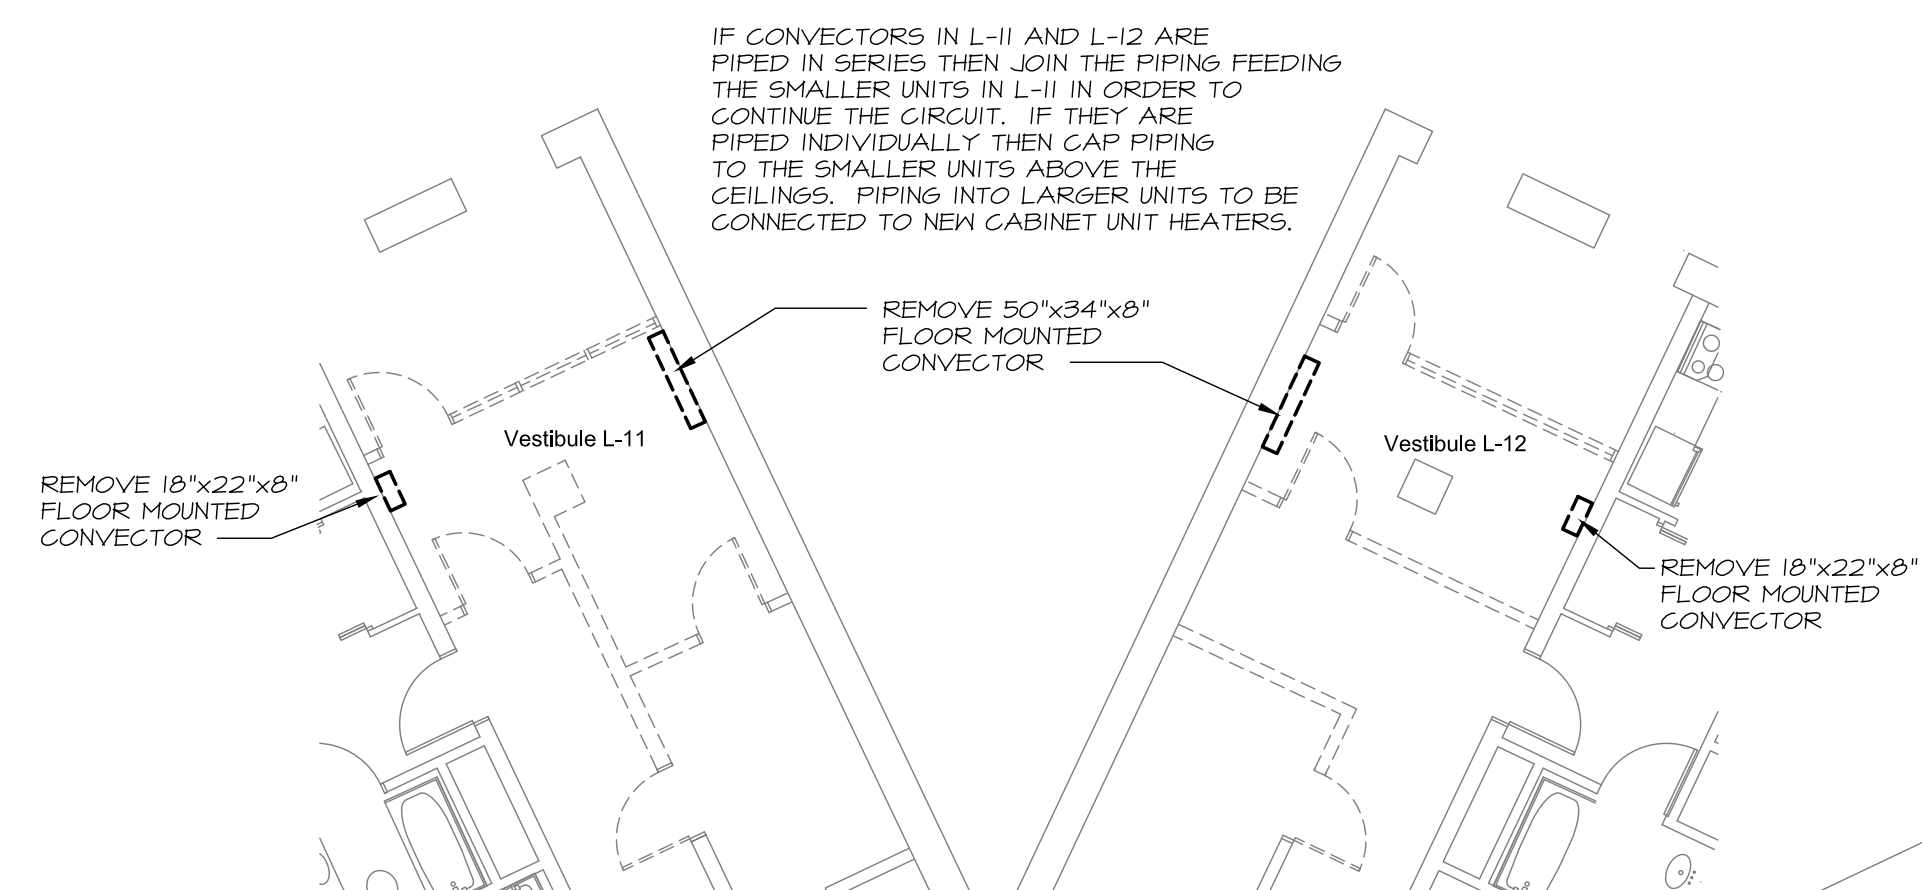 IF CONVECTORS IN L-11 AND L-12 ARE
PIPED IN SERIES THEN JOIN THE PIPING FEEDING
THE SMALLER UNITS IN L-11 IN ORDER TO
CONTINUE THE CIRCUIT.  IF THEY ARE
PIPED INDIVIDUALLY THEN CAP PIPING
TO THE SMALLER UNITS ABOVE THE
CEILINGS.  PIPING INTO LARGER UNITS TO BE
CONNECTED TO NEW CABINET UNIT HEATERS.
REMOVE 50"x34"x8"
FLOOR MOUNTED
CONVECTOR
Vestibule L-11
Vestibule L-12
REMOVE 18"x22"x8"
FLOOR MOUNTED
CONVECTOR
REMOVE 18"x22"x8"
FLOOR MOUNTED
CONVECTOR